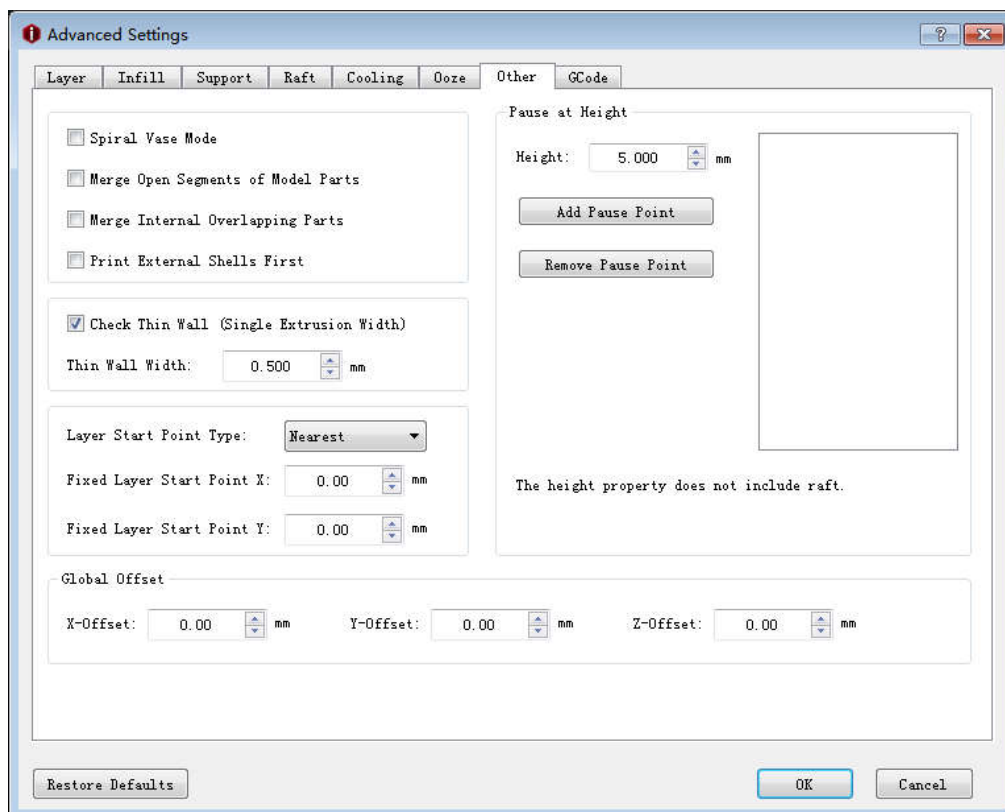 Advanced Settings
Layer Infill Support Raft Cooling Ooze Other GCode
Spiral Vase Mode
Merge Open Segments of Model Parts
Merge Internal Overlapping Parts
Print External Shells First
Check Thin Wall (Single Extrusion Width)
Thin Wall Width: 0.500 mm
Layer Start Point Type: Nearest
Fixed Layer Start Point X: 0.00 mm
Fixed Layer Start Point Y: 0.00 mm
Pause at Height
Height: 5.000 mm
Add Pause Point
Remove Pause Point
The height property does not include raft.
Global Offset
X-Offset: 0.00 mm Y-Offset: 0.00 mm Z-Offset: 0.00 mm
Restore Defaults OK Cancel